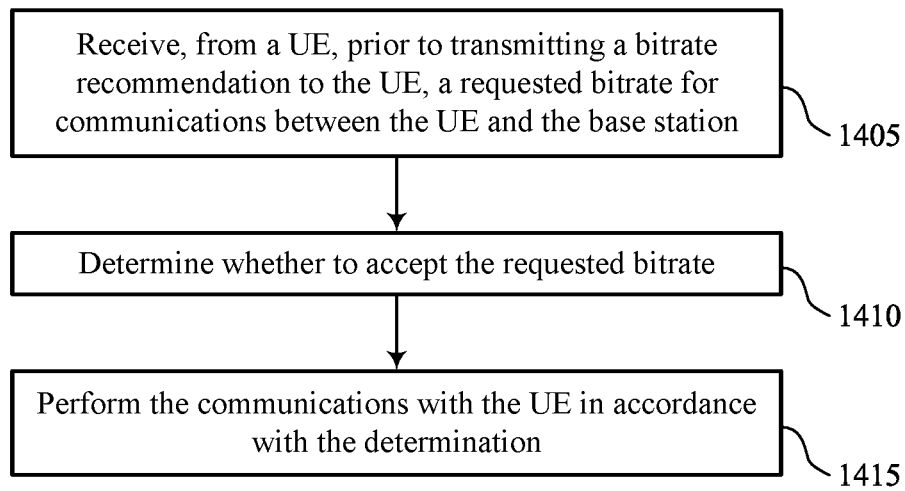 Receive, from a UE, prior to transmitting a bitrate
recommendation to the UE, a requested bitrate for
communications between the UE and the base station
1405
Determine whether to accept the requested bitrate
1410
Perform the communications with the UE in accordance
with the determination
1415